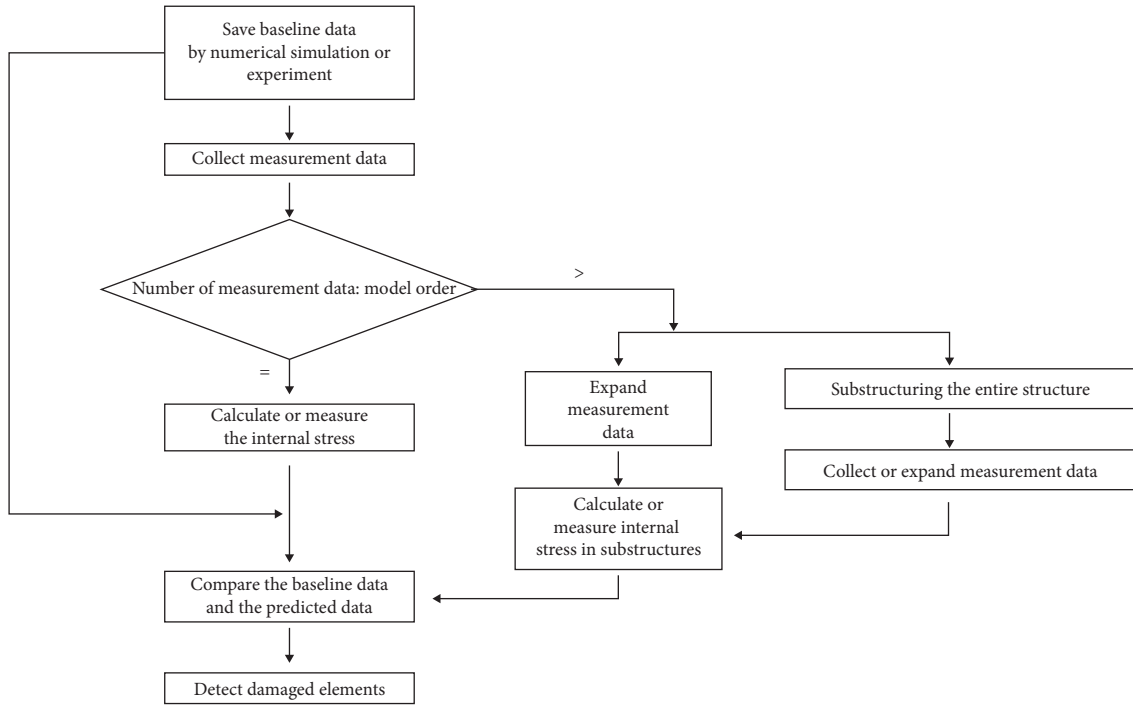 Save baseline data
by numerical simulation or
experiment
Collect measurement data
Number of measurement data: model order
>
=
Calculate or measure
the internal stress
Expand
measurement
data
Substructuring the entire structure
Collect or expand measurement data
Calculate or
measure internal
stress in substructures
Compare the baseline data
and the predicted data
Detect damaged elements